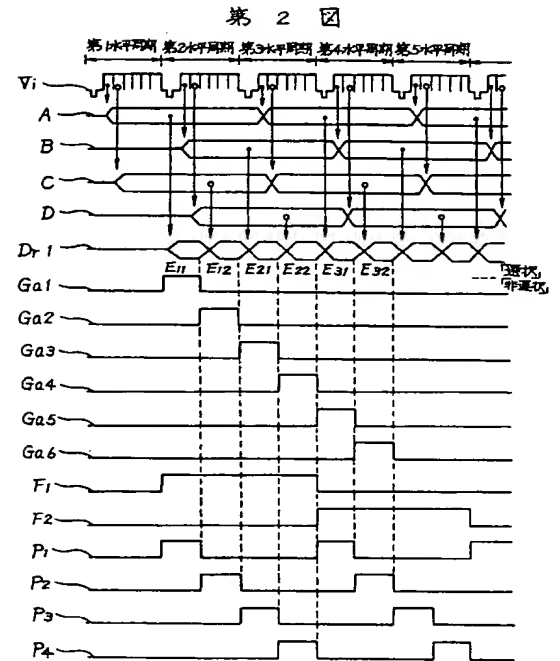 第 2 図
第1水平周期 第2水平周期 第3水平周期 第4水平周期 第5水平周期
Vi
A
B
C
D
Dr 1
E11 E12 E21 E22 E31 E32
「選択」
「非選択」
Ga1
Ga2
Ga3
Ga4
Ga5
Ga6
F1
F2
P1
P2
P3
P4